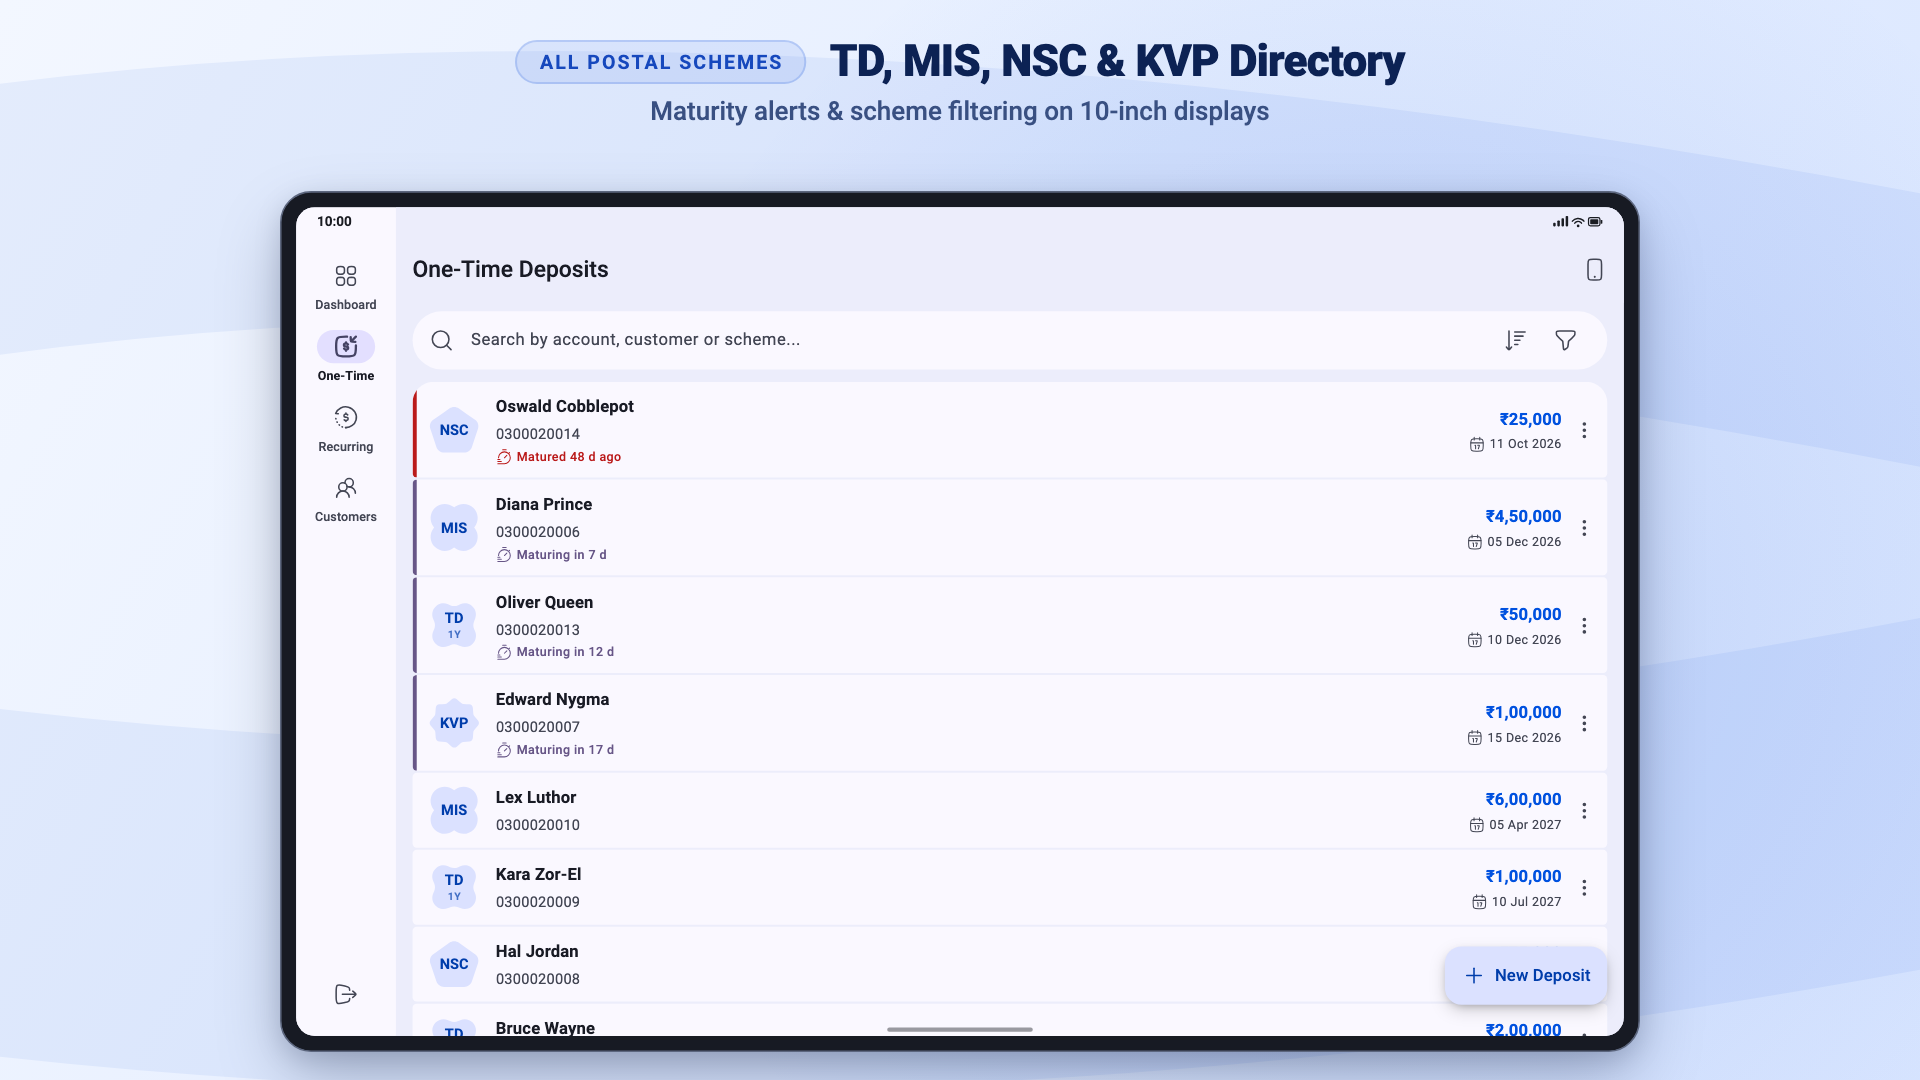 ALL POSTAL SCHEMES
TD, MIS, NSC & KVP Directory
Maturity alerts & scheme filtering on 10-inch displays
10:00
Dashboard
One-Time
Recurring
Customers
One-Time Deposits
Search by account, customer or scheme...
NSC
Oswald Cobblepot
0300020014
Matured 48 d ago
₹25,000
11 Oct 2026
MIS
Diana Prince
0300020006
Maturing in 7 d
₹4,50,000
05 Dec 2026
TD
1Y
Oliver Queen
0300020013
Maturing in 12 d
₹50,000
10 Dec 2026
KVP
Edward Nygma
0300020007
Maturing in 17 d
₹1,00,000
15 Dec 2026
MIS
Lex Luthor
0300020010
₹6,00,000
05 Apr 2027
TD
1Y
Kara Zor-El
0300020009
₹1,00,000
10 Jul 2027
NSC
Hal Jordan
0300020008
New Deposit
TD
Bruce Wayne
₹2,00,000